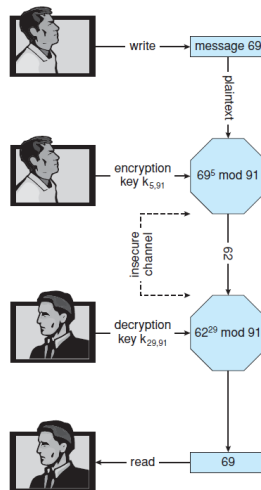 write
message 69
plaintext
encryption
key k5,91
69⁵ mod 91
insecure
channel
62
decryption
key k29,91
62²⁹ mod 91
read
69